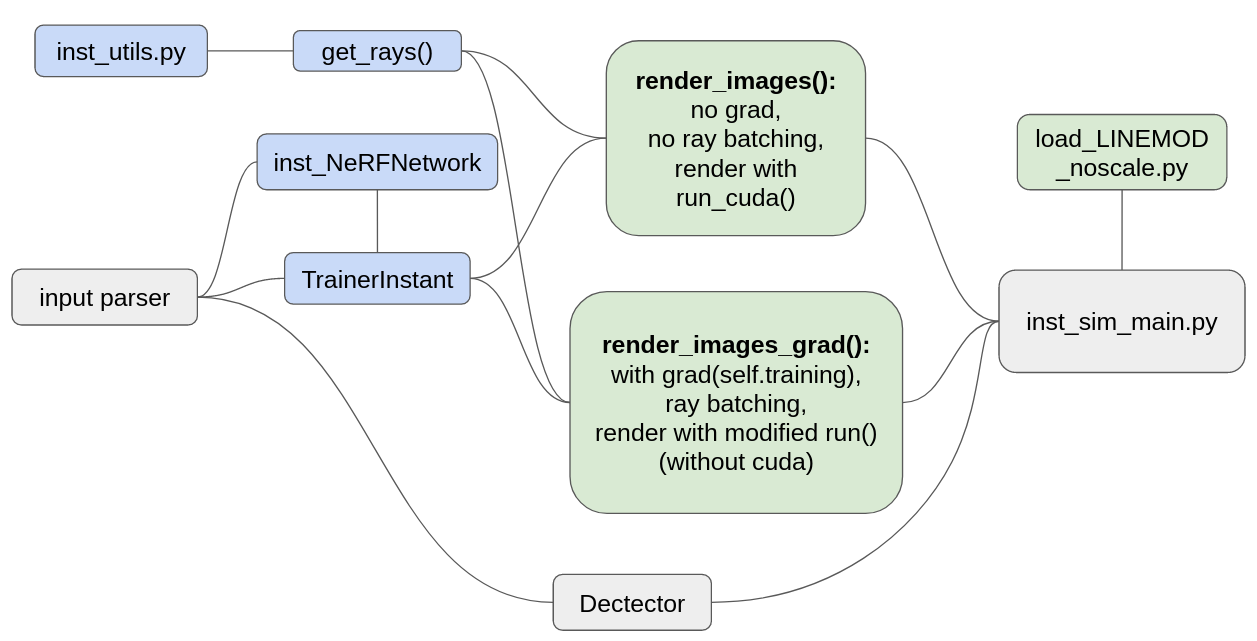 inst_utils.py
get_rays()
inst_NeRFNetwork
TrainerInstant
input parser
render_images():
no grad,
no ray batching,
render with
run_cuda()
render_images_grad():
with grad(self.training),
ray batching,
render with modified run()
(without cuda)
Dectector
load_LINEMOD
_noscale.py
inst_sim_main.py